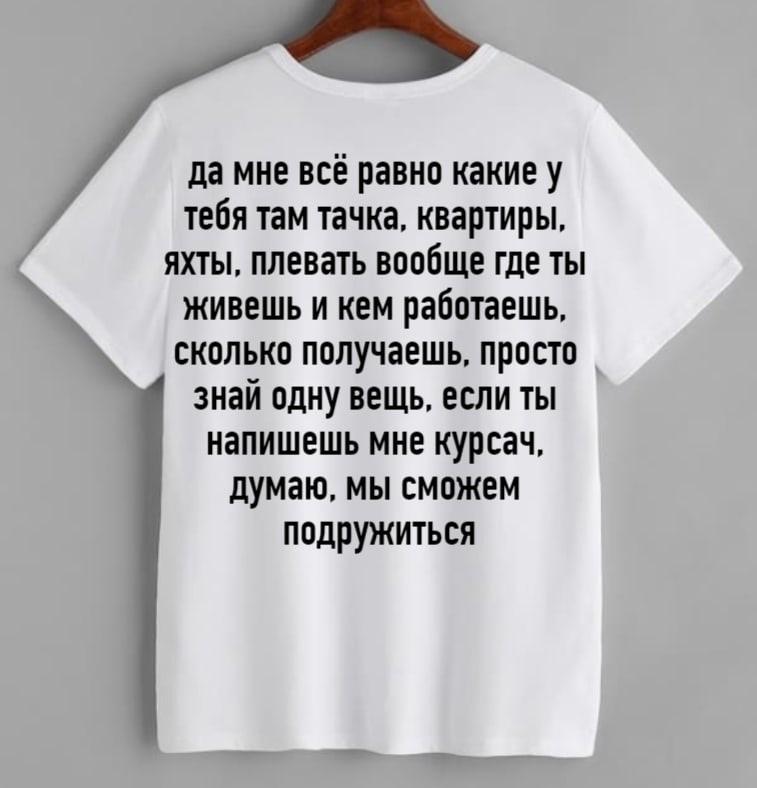 да мне всё равно какие у
тебя там тачка, квартиры,
яхты, плевать вообще где ты
живешь и кем работаешь,
сколько получаешь, просто
знай одну вещь, если ты
напишешь мне курсач,
думаю, мы сможем
подружиться